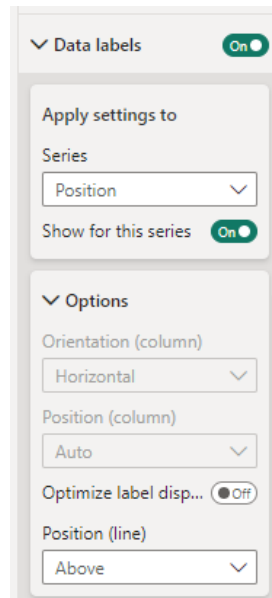 Data labels On
Apply settings to
Series
Position
Show for this series On
Options
Orientation (column)
Horizontal
Position (column)
Auto
Optimize label disp... Off
Position (line)
Above